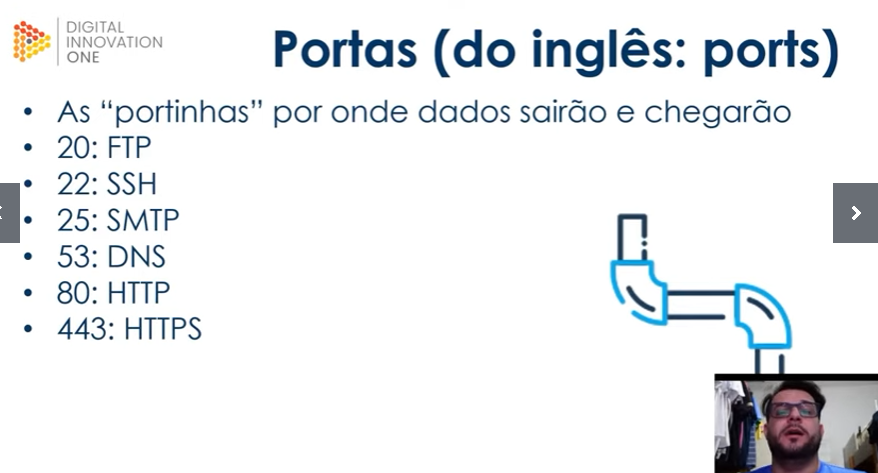 DIGITAL
INNOVATION
ONE
Portas (do inglês: ports)
• As “portinhas” por onde dados sairão e chegarão
• 20: FTP
• 22: SSH
• 25: SMTP
• 53: DNS
• 80: HTTP
• 443: HTTPS